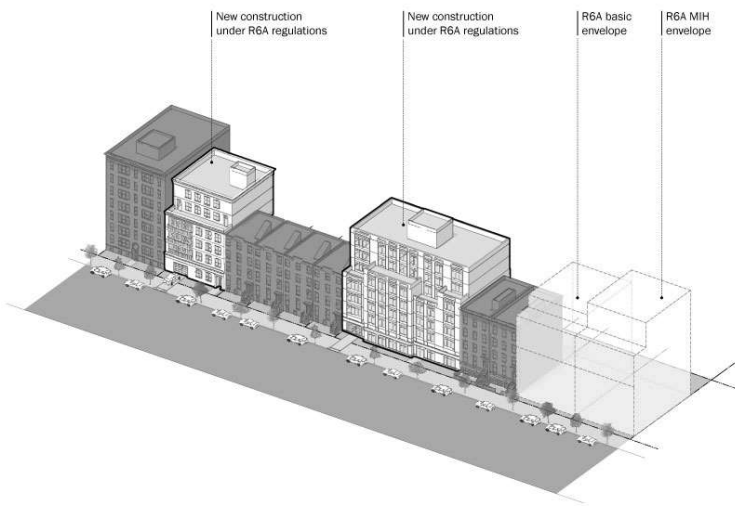 New construction
under R6A regulations
New construction
under R6A regulations
R6A basic
envelope
R6A MIH
envelope